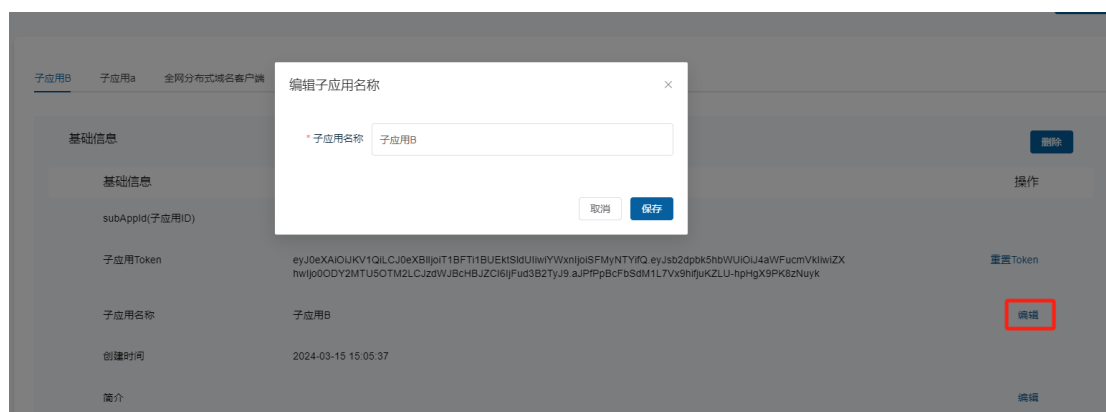 子应用B 子应用a 全网分布式域名客户端
编辑子应用名称
* 子应用名称 子应用B
取消 保存
基础信息 删除
基础信息 操作
subAppId(子应用ID)
子应用Token 重置Token
子应用名称 子应用B 编辑
创建时间 2024-03-15 15:05:37
简介 编辑